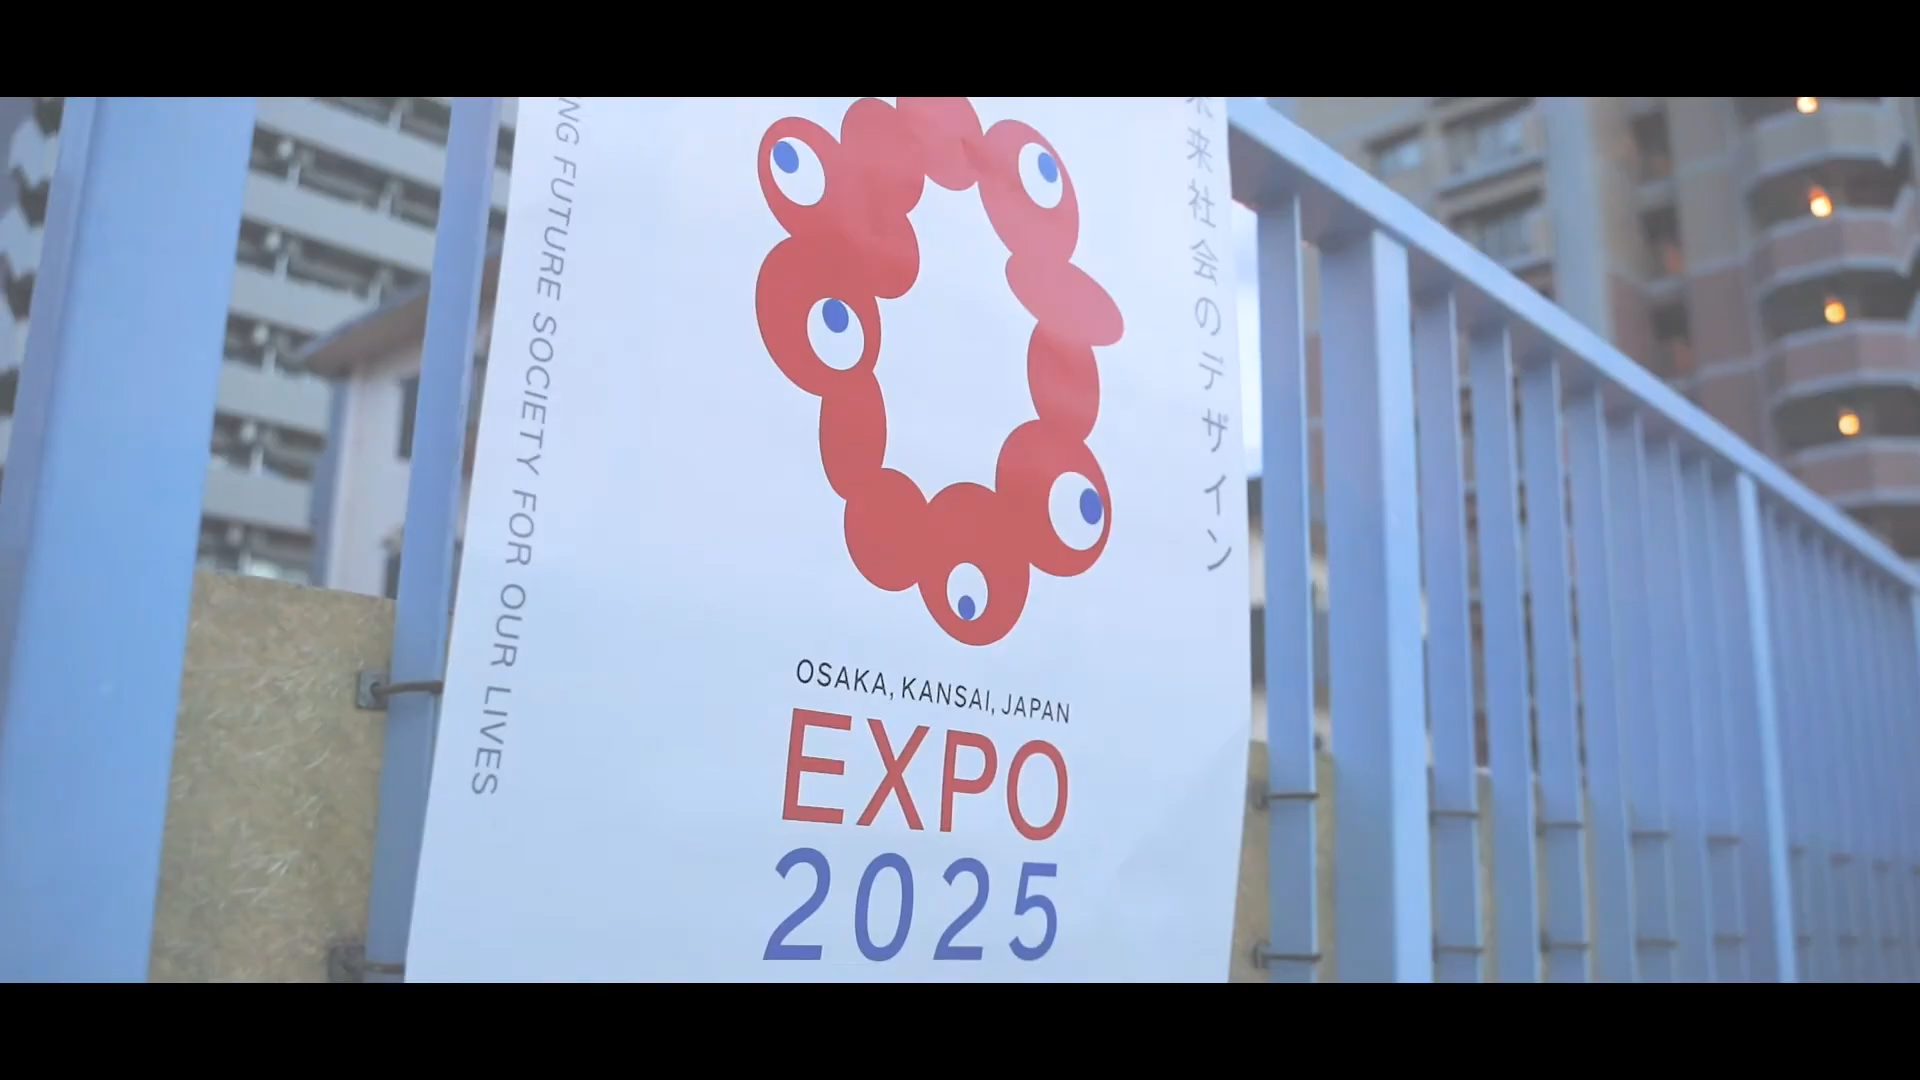 NG FUTURE SOCIETY FOR OUR LIVES
来社会のデザイン
OSAKA, KANSAI, JAPAN
EXPO
2025